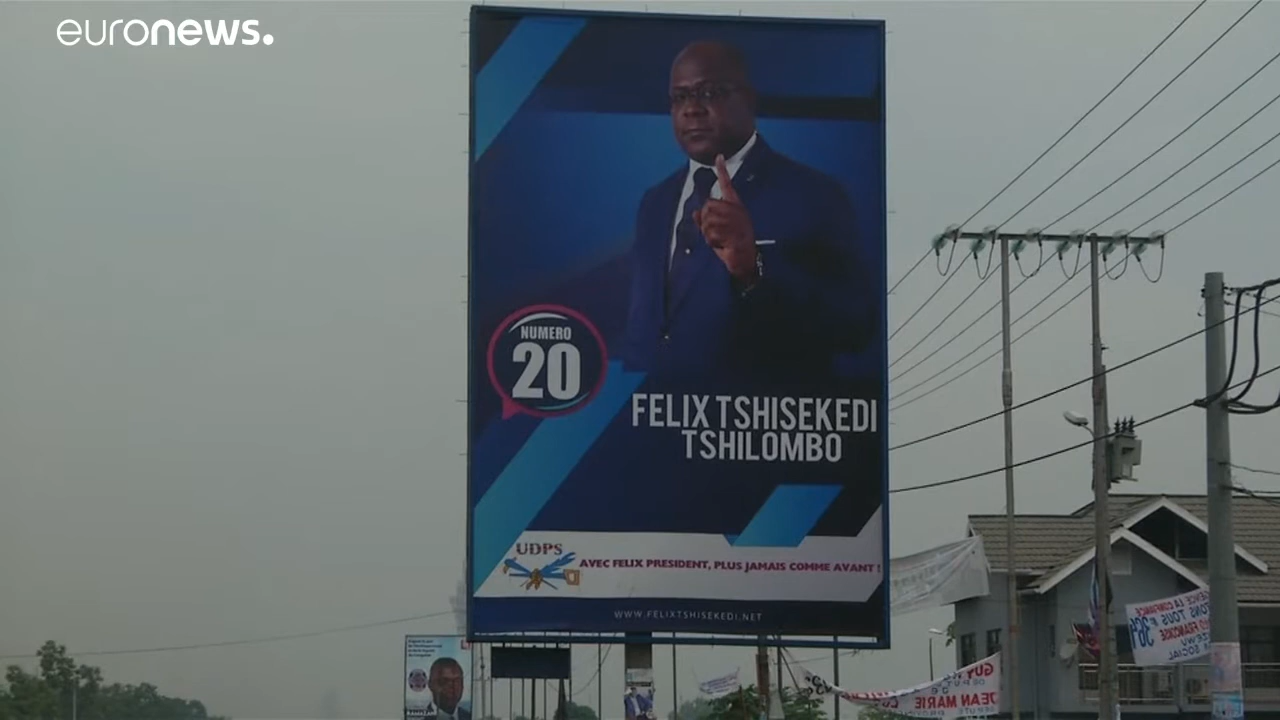 euronews.
NUMERO
20
FELIX TSHISEKEDI
TSHILOMBO
UDPS
AVEC FELIX PRESIDENT, PLUS JAMAIS COMME AVANT !
WWW.FELIXTSHISEKEDI.NET
JEAN MARIE